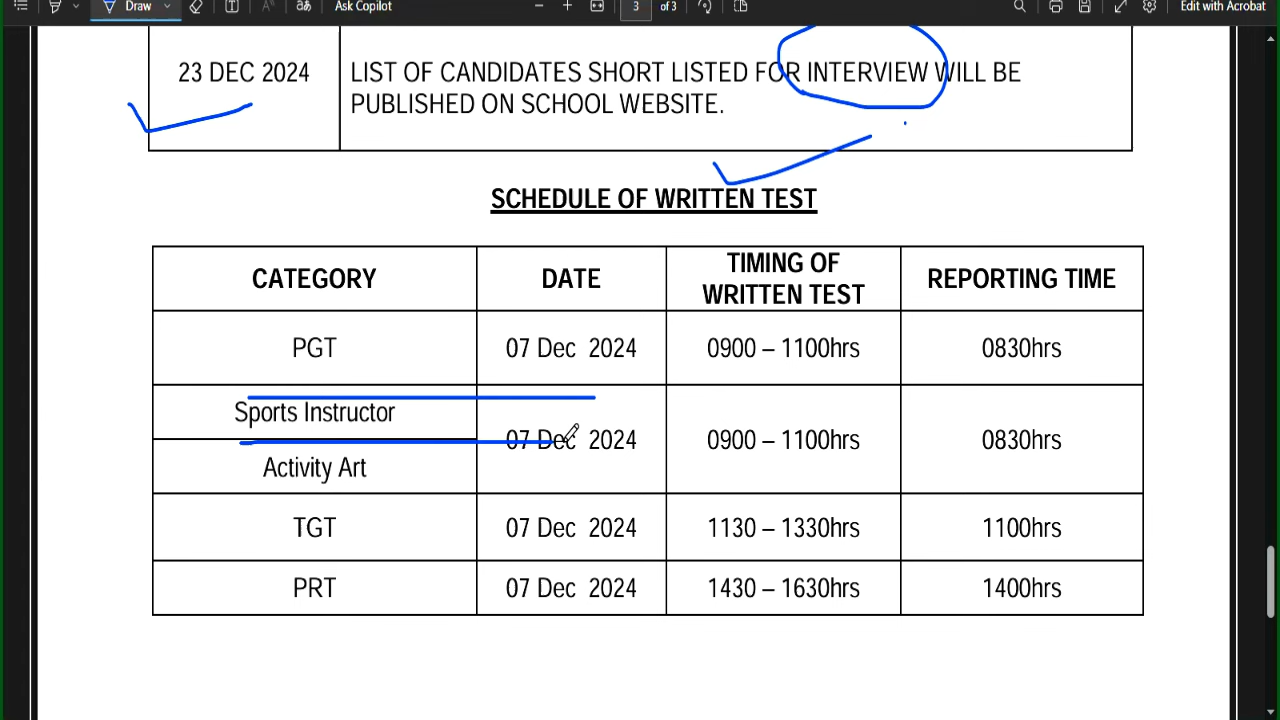 Draw
Ask Copilot
3 of 3
Edit with Acrobat
23 DEC 2024
LIST OF CANDIDATES SHORT LISTED FOR INTERVIEW WILL BE
PUBLISHED ON SCHOOL WEBSITE.
SCHEDULE OF WRITTEN TEST
CATEGORY DATE TIMING OF WRITTEN TEST REPORTING TIME
PGT 07 Dec 2024 0900 – 1100hrs 0830hrs
Sports Instructor
07 Dec 2024 0900 – 1100hrs 0830hrs
Activity Art
TGT 07 Dec 2024 1130 – 1330hrs 1100hrs
PRT 07 Dec 2024 1430 – 1630hrs 1400hrs